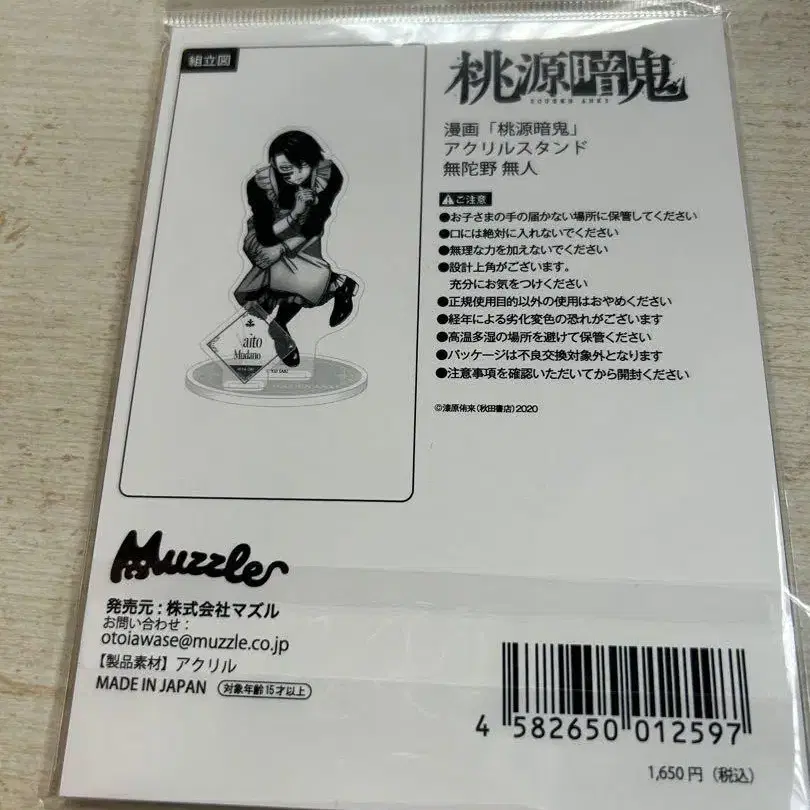 組立図
aito
Mudano
桃源暗鬼
TOUGEN ANKI
漫画「桃源暗鬼」
アクリルスタンド
無陀野 無人
ご注意
●お子さまの手の届かない場所に保管してください
●口には絶対に入れないでください
●無理な力を加えないでください
●設計上角がございます。
充分にお気をつけください
●正規使用目的以外の使用はおやめください
●経年による劣化変色の恐れがございます
●高温多湿の場所を避けて保管ください
●パッケージは不良交換対象外となります
●注意事項を確認いただいてから開封ください
©漆原侑来(秋田書店)2020
Muzzle
発売元:株式会社マズル
お問い合わせ:
otoiawase@muzzle.co.jp
【製品素材】アクリル
MADE IN JAPAN 対象年齢15才以上
4 582650 012597
1,650円(税込)